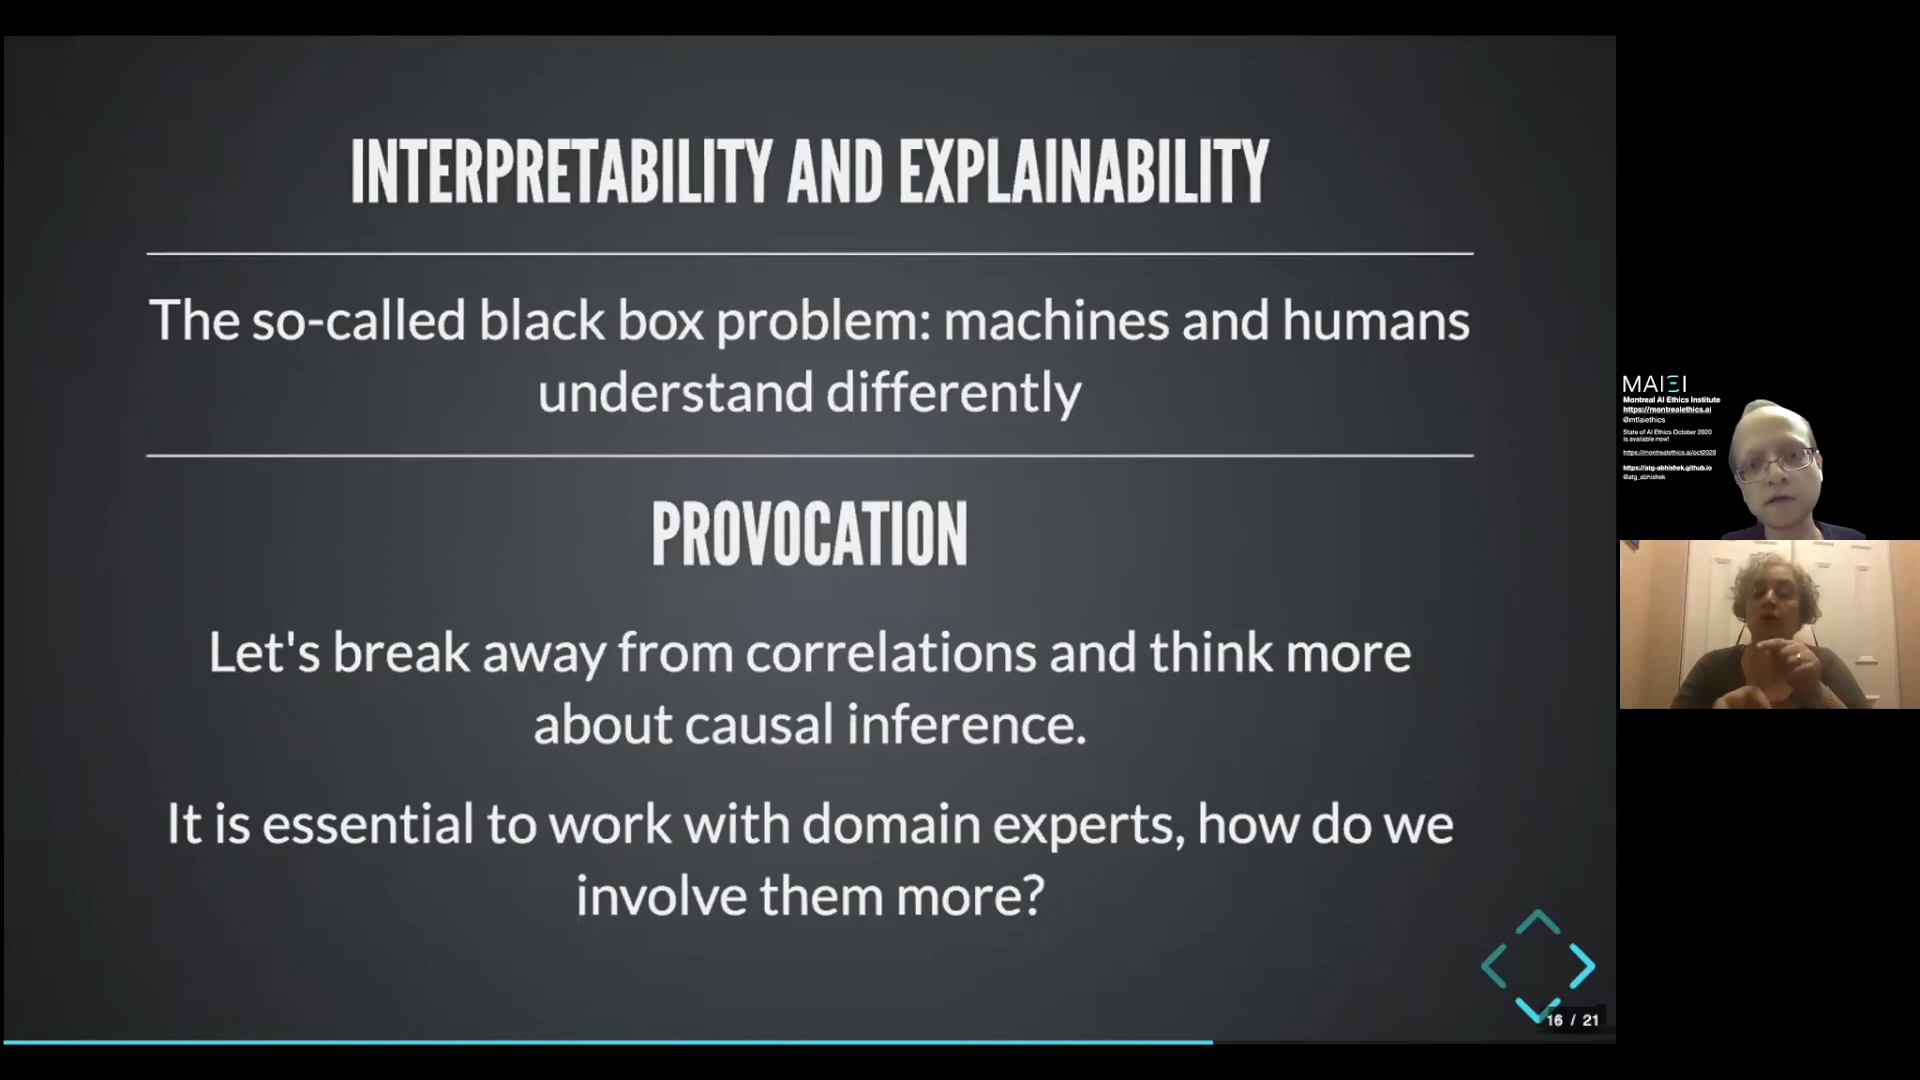 INTERPRETABILITY AND EXPLAINABILITY
The so-called black box problem: machines and humans
understand differently
PROVOCATION
Let's break away from correlations and think more
about causal inference.
It is essential to work with domain experts, how do we
involve them more?
16 / 21
MAIEI
Montreal AI Ethics Institute
https://montrealethics.ai
@mtlaiethics
State of AI Ethics October 2020
is available now!
https://montrealethics.ai/oct2020
https://atg-abhishek.github.io
@atg_abhishek